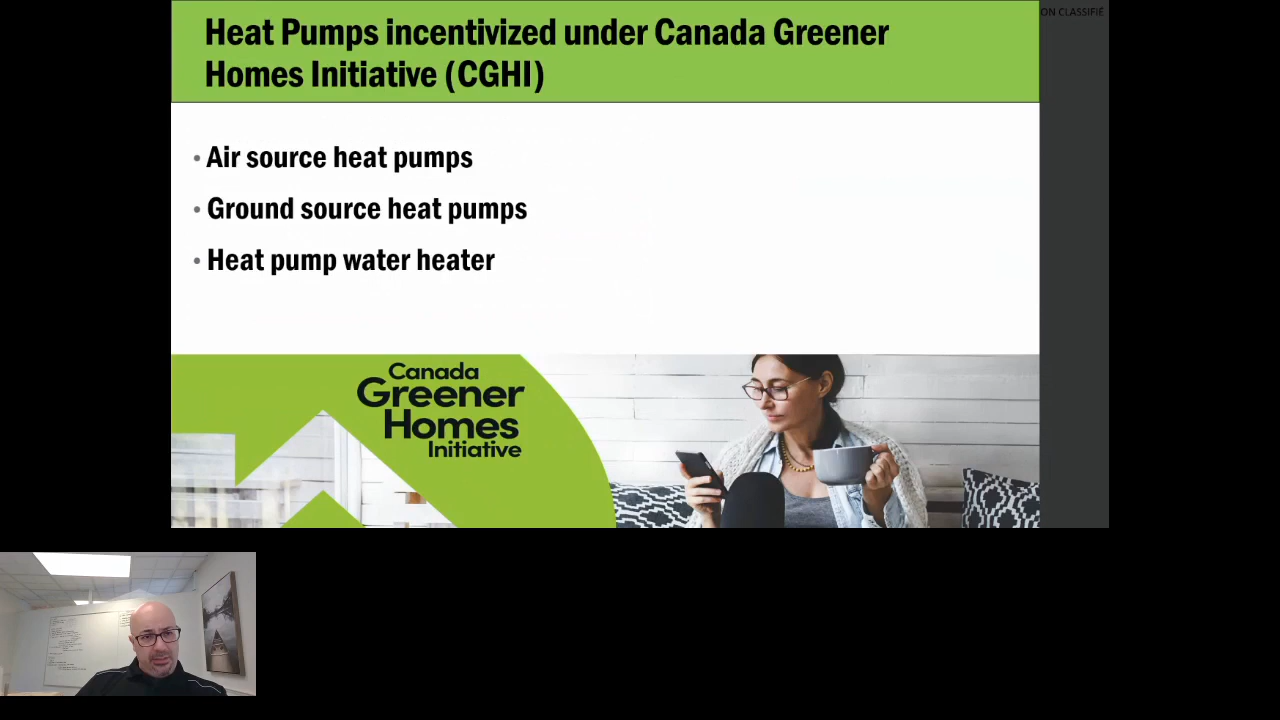 Heat Pumps incentivized under Canada Greener
Homes Initiative (CGHI)
ON CLASSIFIÉ
• Air source heat pumps
• Ground source heat pumps
• Heat pump water heater
Canada
Greener
Homes
Initiative